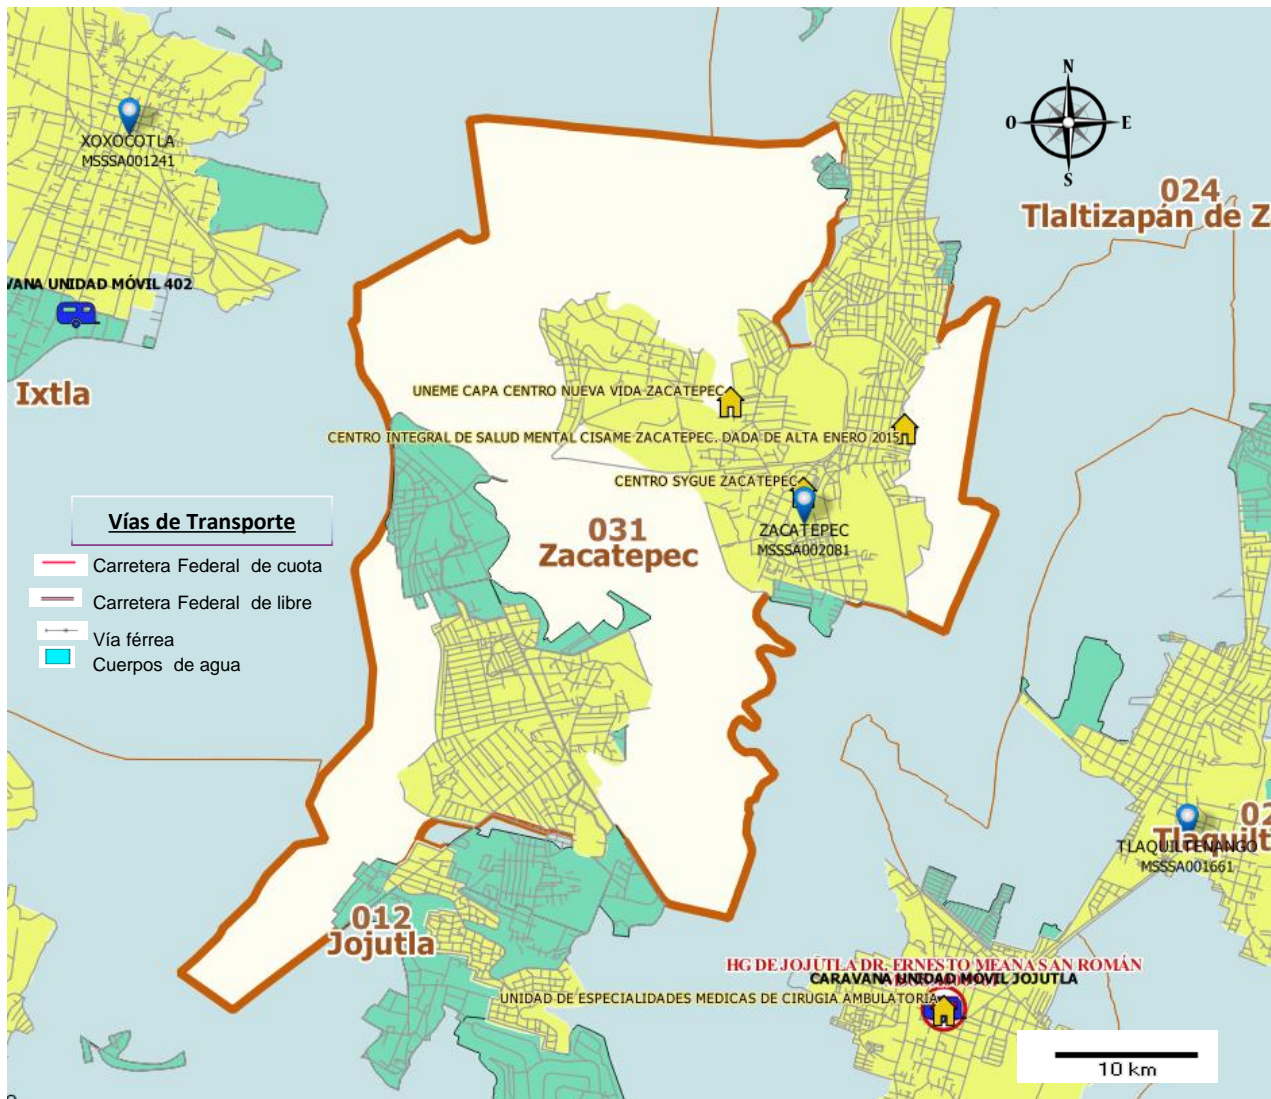 N
O
E
S
XOXOCOTLA
MSSSA001241
024
Tlaltizapán de Z
VANA UNIDAD MÓVIL 402
Ixtla
UNEME CAPA CENTRO NUEVA VIDA ZACATEPEC
CENTRO INTEGRAL DE SALUD MENTAL CISAME ZACATEPEC. DADA DE ALTA ENERO 2015
CENTRO SYGUE ZACATEPEC
Vías de Transporte
Carretera Federal de cuota
Carretera Federal de libre
Vía férrea
Cuerpos de agua
031
Zacatepec
ZACATEPEC
MSSSA002081
02
Tlaquilt
TLAQUILTENANGO
MSSSA001661
012
Jojutla
HG DE JOJUTLA DR. ERNESTO MEANA SAN ROMÁN
CARAVANA UNIDAD MOVIL JOJUTLA
UNIDAD DE ESPECIALIDADES MEDICAS DE CIRUGIA AMBULATORIA
10 km